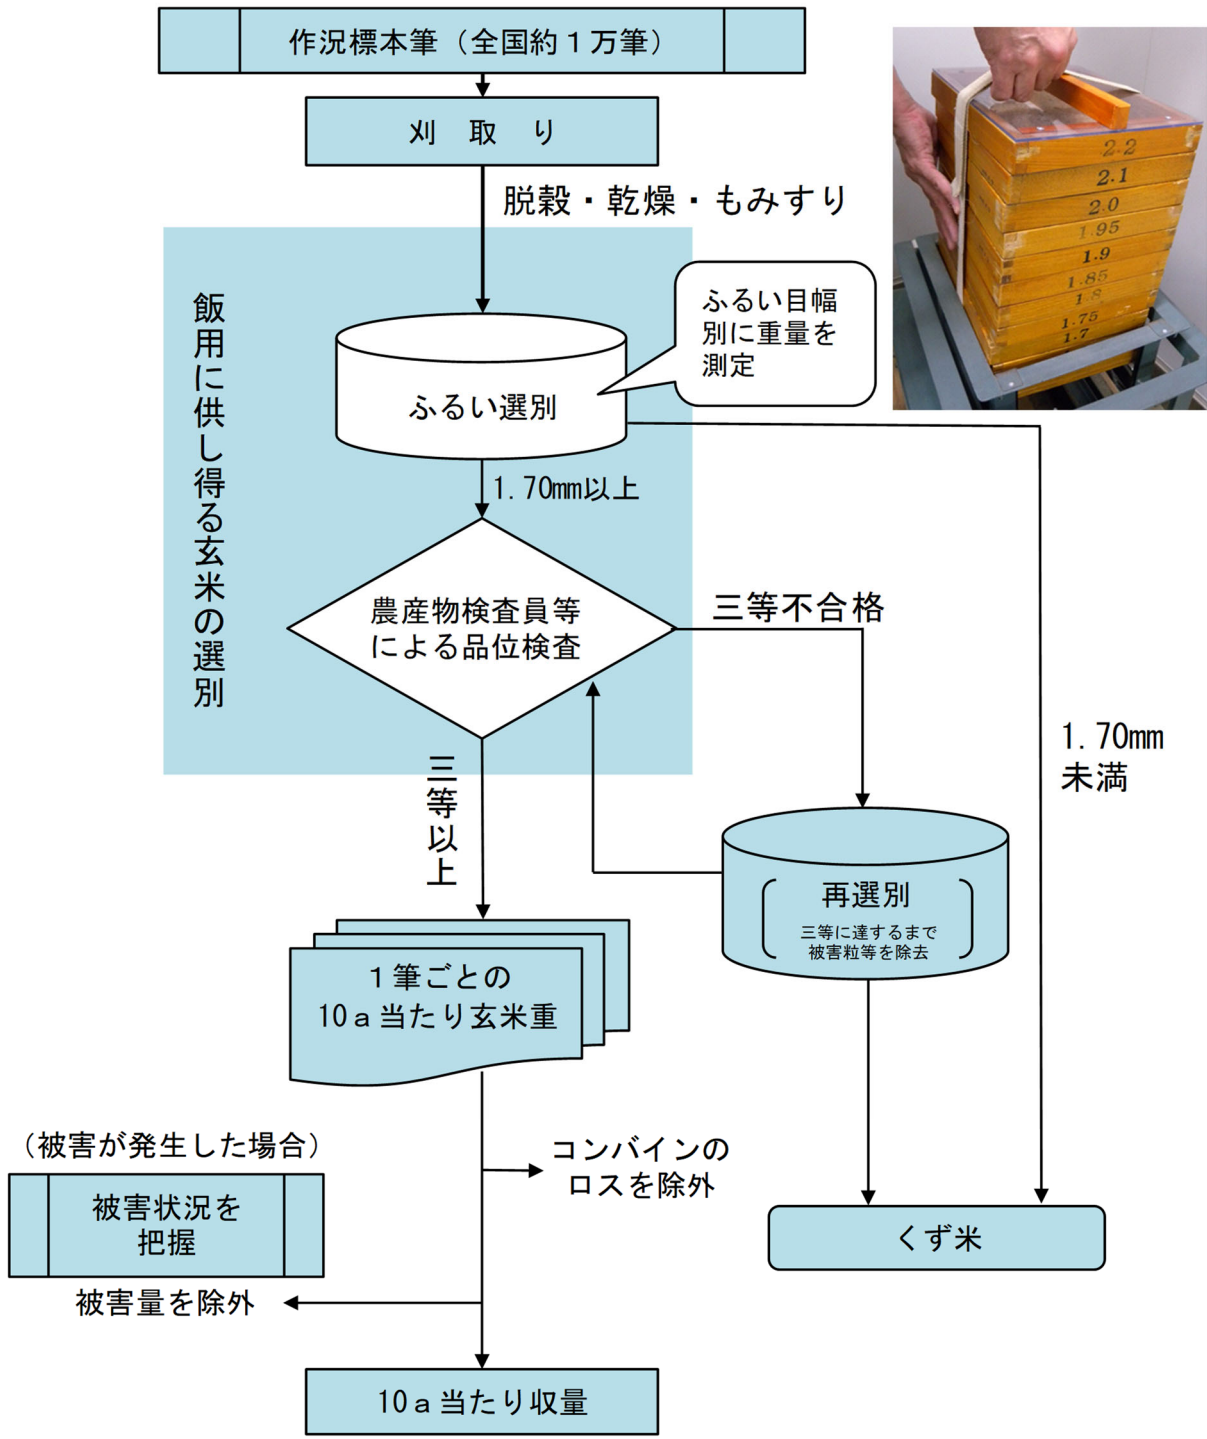 作況標本筆（全国約１万筆）
刈　取　り
脱穀・乾燥・もみすり
飯用に供し得る玄米の選別
ふるい目幅
別に重量を
測定
ふるい選別
1.70mm以上
農産物検査員等
による品位検査
三等不合格
三等以上
1.70mm
未満
再選別
三等に達するまで
被害粒等を除去
１筆ごとの
10ａ当たり玄米重
コンバインの
ロスを除外
（被害が発生した場合）
被害状況を
把握
被害量を除外
くず米
10ａ当たり収量
2.2
2.1
2.0
1.95
1.9
1.85
1.8
1.75
1.7